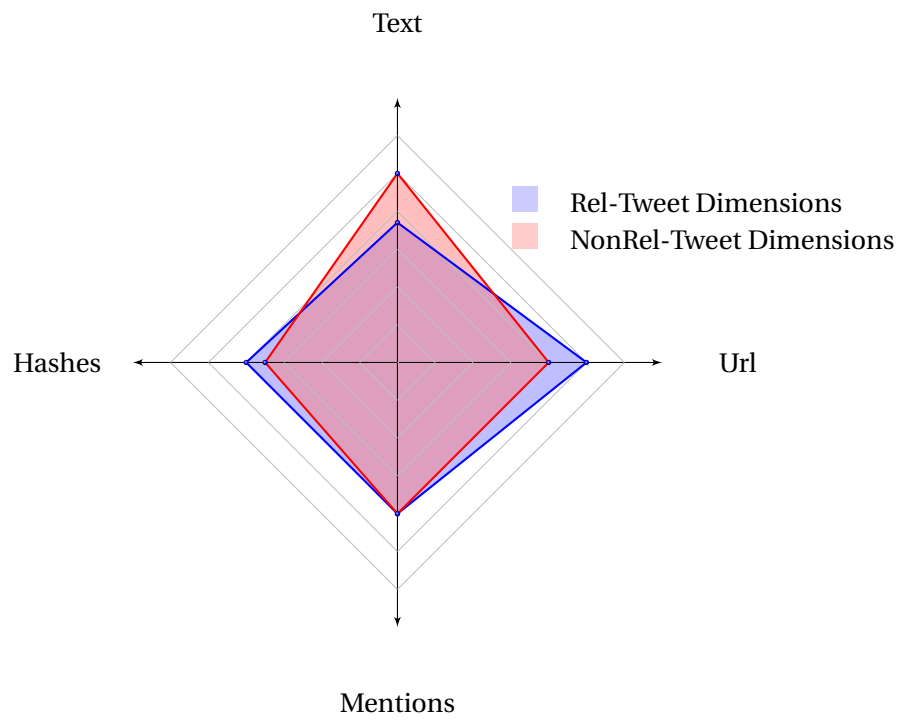 Text
Rel-Tweet Dimensions
NonRel-Tweet Dimensions
Hashes
Url
Mentions